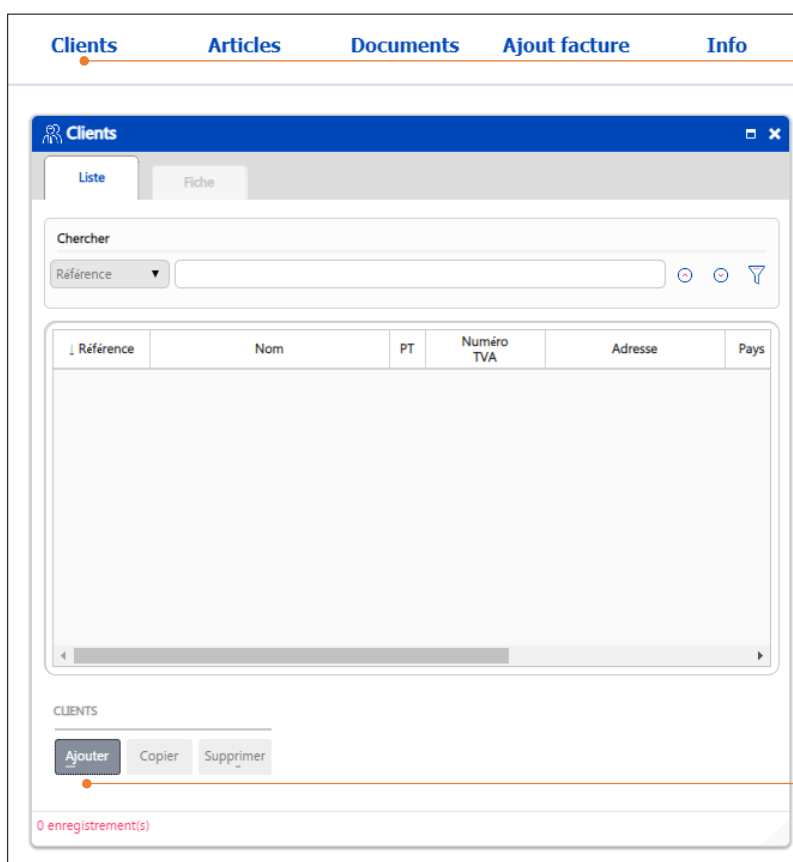 Clients Articles Documents Ajout facture Info
Clients
Liste Fiche
Chercher
Référence
↓ Référence Nom PT Numéro TVA Adresse Pays
CLIENTS
Ajouter Copier Supprimer
0 enregistrement(s)